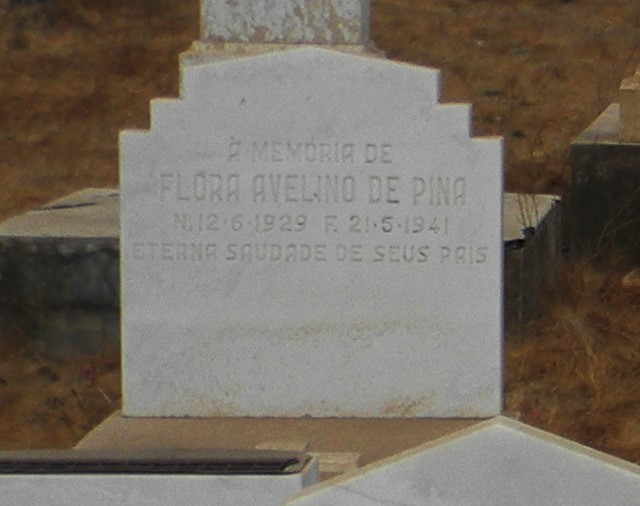 À MEMÓRIA DE
FLORA AVELINO DE PINA
N.12-6-1929 F. 21-5-1941
ETERNA SAUDADE DE SEUS PAIS